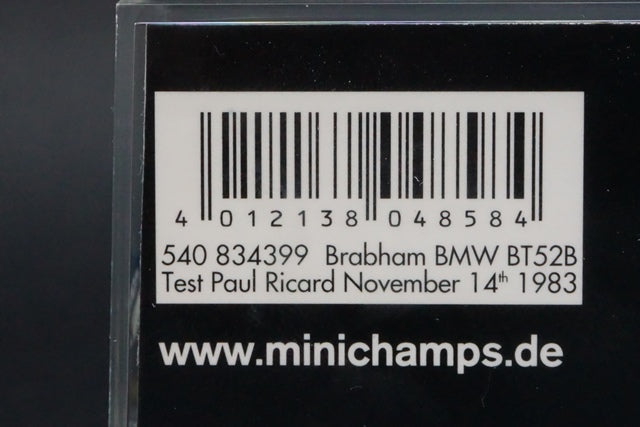 4 012138 048584
540 834399 Brabham BMW BT52B
Test Paul Ricard November 14th 1983
www.minichamps.de